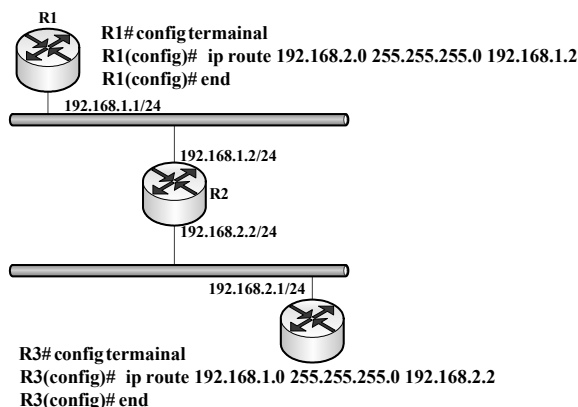 R1
R1# config termainal
R1(config)# ip route 192.168.2.0 255.255.255.0 192.168.1.2
R1(config)# end
192.168.1.1/24
192.168.1.2/24
R2
192.168.2.2/24
192.168.2.1/24
R3# config termainal
R3(config)# ip route 192.168.1.0 255.255.255.0 192.168.2.2
R3(config)# end